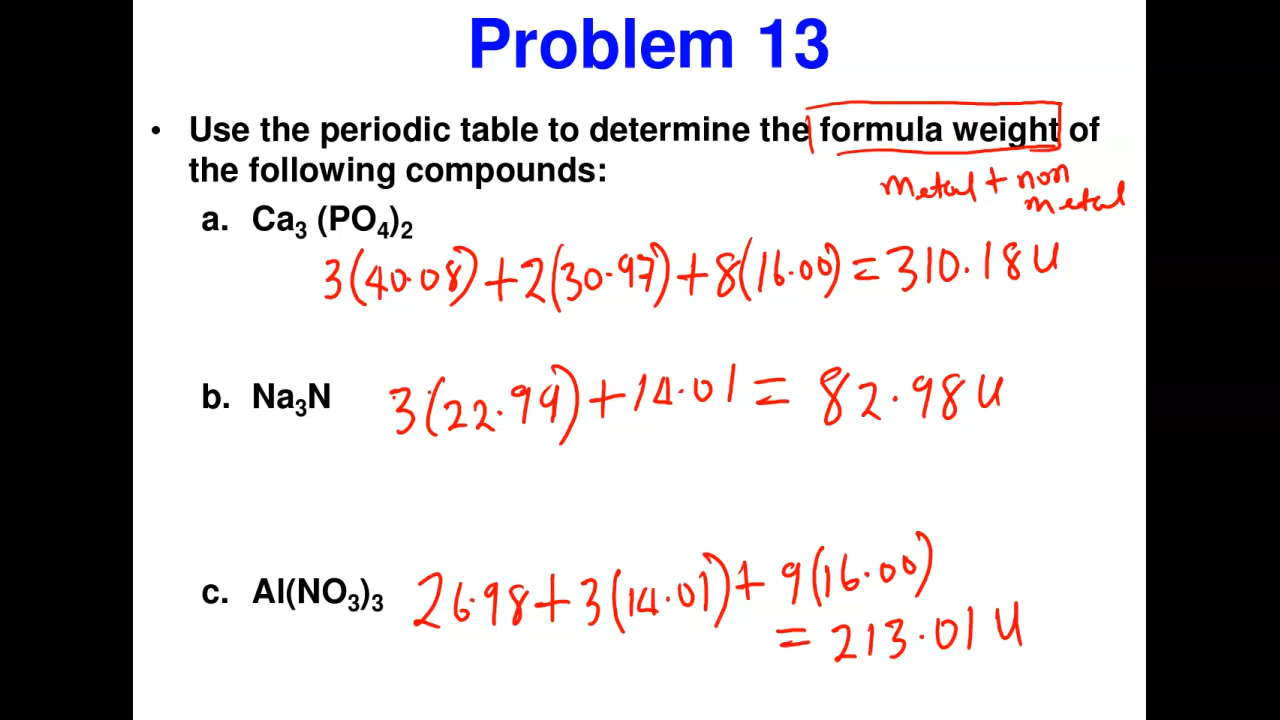 Problem 13
• Use the periodic table to determine the formula weight of
the following compounds:
metal + non
metal
a. Ca₃ (PO₄)₂
3(40.08) + 2(30.97) + 8(16.00) = 310.18 U
b. Na₃N 3(22.99) + 14.01 = 82.98 U
c. Al(NO₃)₃ 26.98 + 3(14.01) + 9(16.00)
= 213.01 U